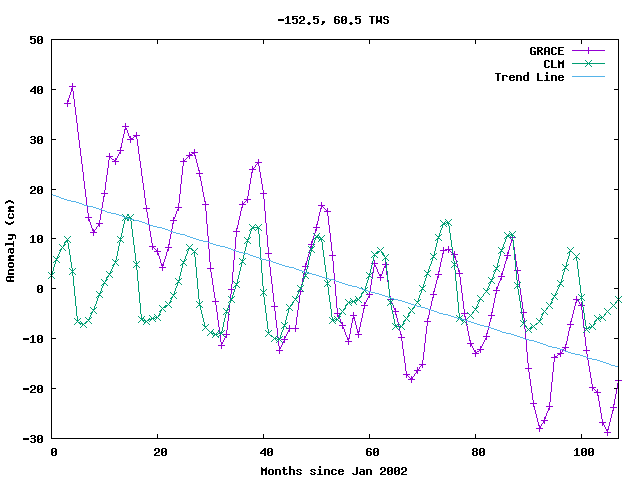 -152.5, 60.5 TWS
GRACE
CLM
Trend Line
50
40
30
20
10
0
-10
-20
-30
Anomaly (cm)
0 20 40 60 80 100
Months since Jan 2002